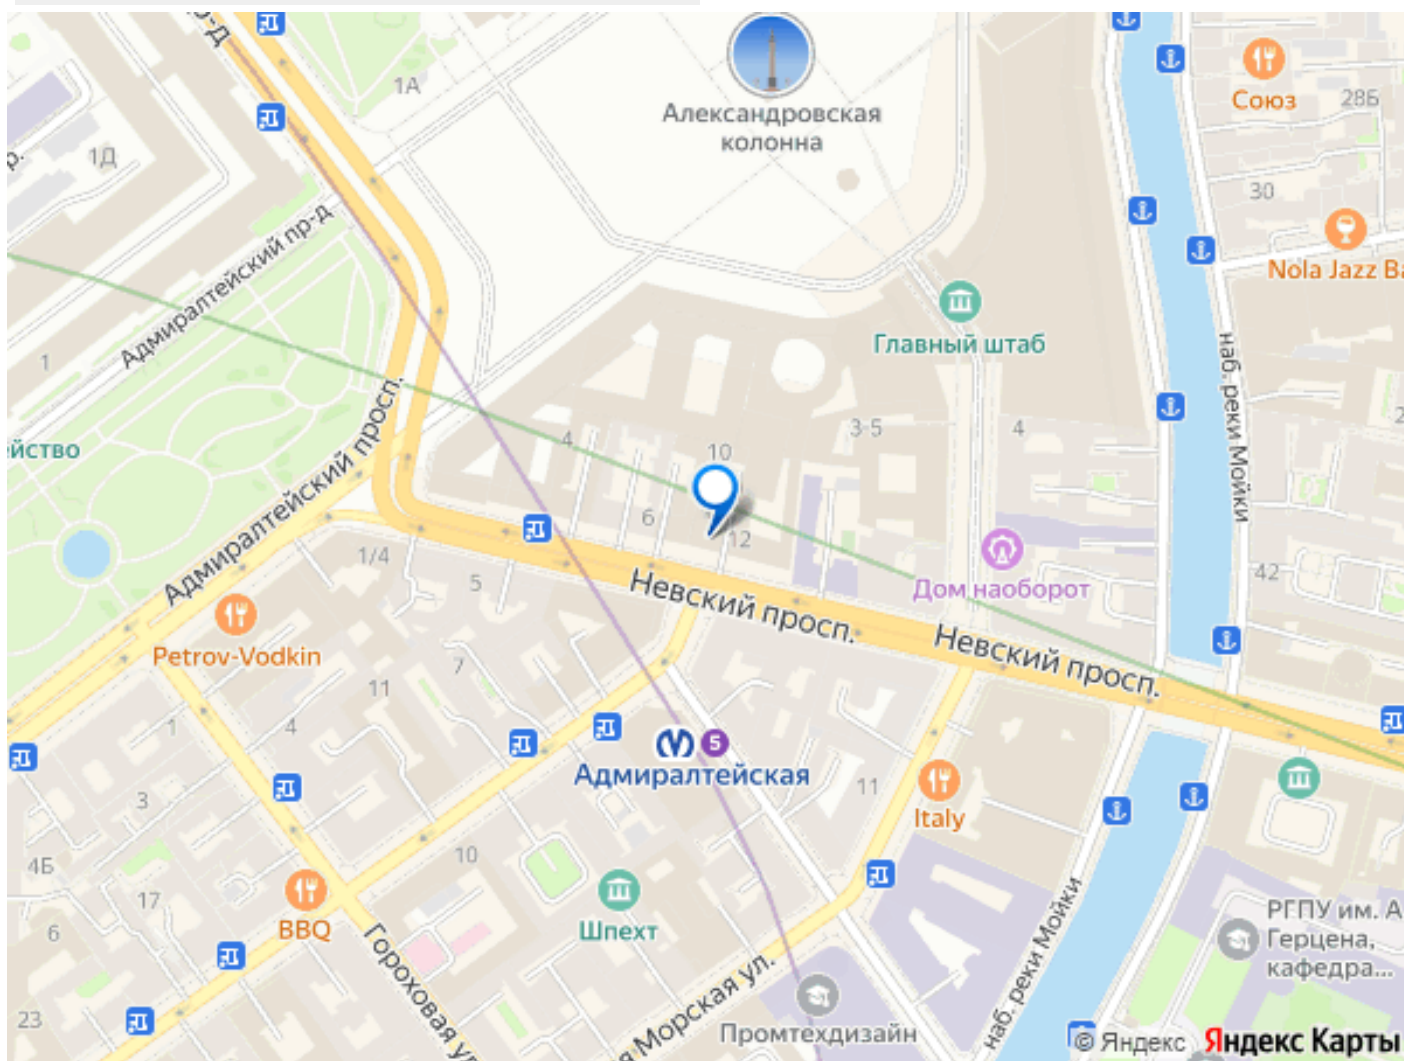 о-д
1А
Александровская
колонна
Союз
28Б
1Д
р.
30
Nola Jazz Ba
Адмиралтейский пр-д
Главный штаб
наб. реки Мойки
1
Адмиралтейский просп.
йство
4
10
3-5
4
2
6
12
1/4
5
Невский просп.
Дом наоборот
42
Невский просп.
Petrov-Vodkin
7
11
1
4
5
Адмиралтейская
3
11
Italy
4Б
10
17
BBQ
Шпехт
6
Гороховая ул
наб. реки Мойки
РГПУ им. А
Герцена,
кафедра...
я Морская ул.
23
Промтехдизайн
© Яндекс Яндекс Карты